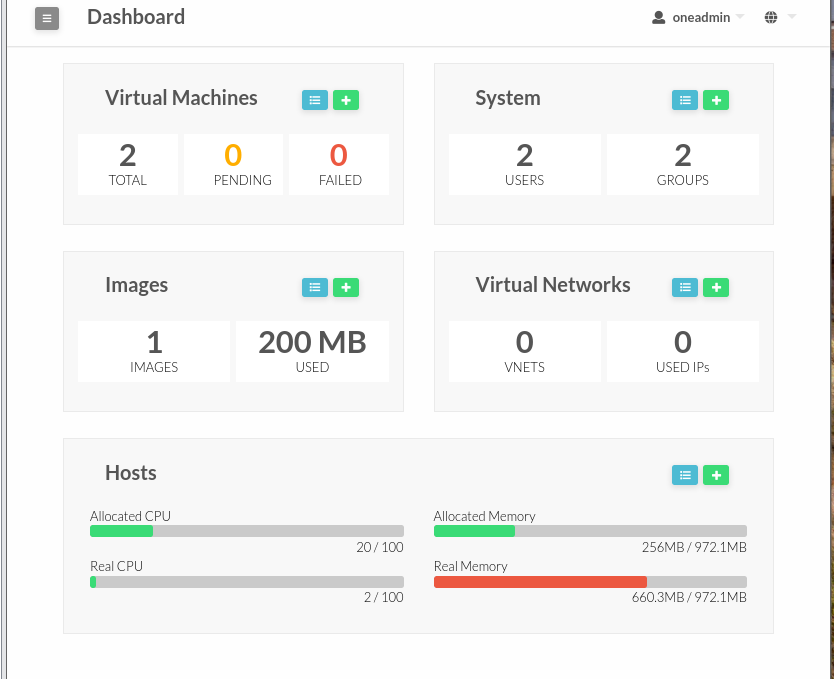 Dashboard
oneadmin
Virtual Machines
2
TOTAL
0
PENDING
0
FAILED
System
2
USERS
2
GROUPS
Images
1
IMAGES
200 MB
USED
Virtual Networks
0
VNETS
0
USED IPs
Hosts
Allocated CPU
20 / 100
Real CPU
2 / 100
Allocated Memory
256MB / 972.1MB
Real Memory
660.3MB / 972.1MB